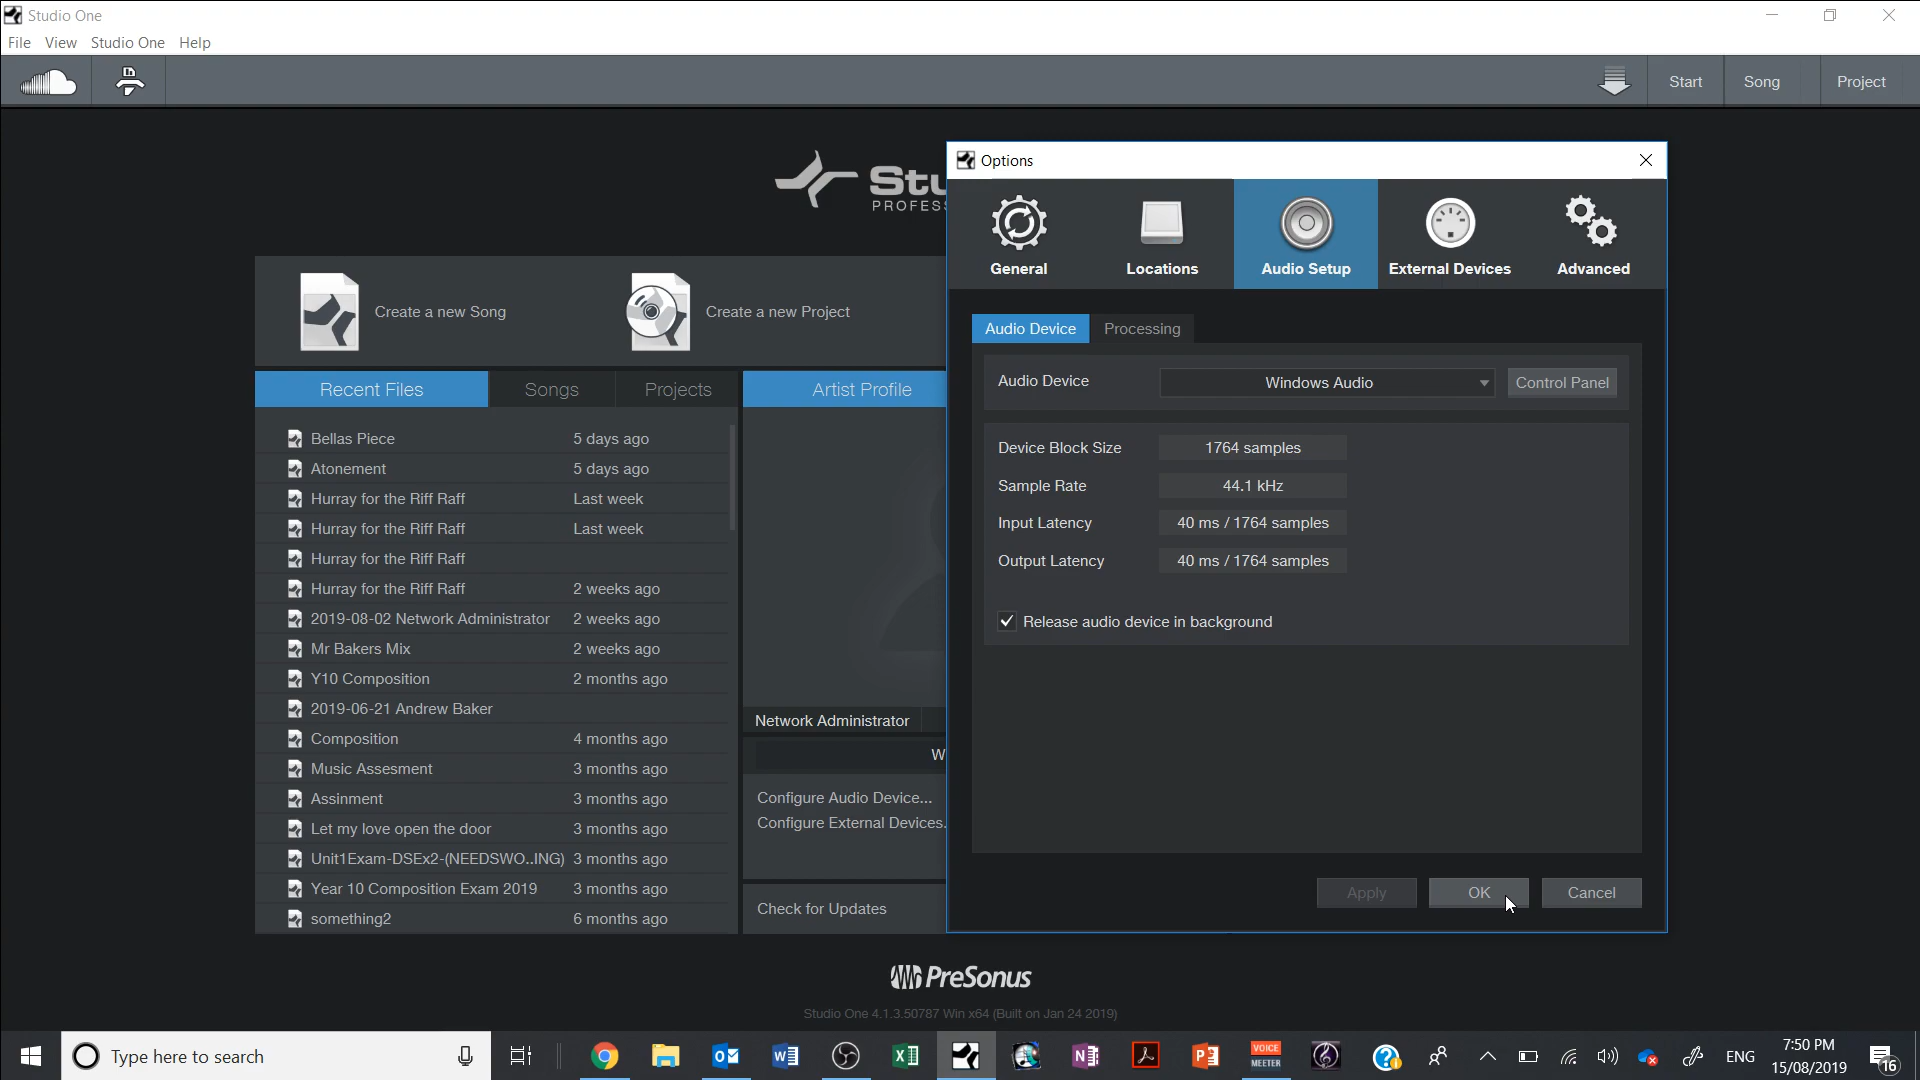 Studio One
File View Studio One Help
Start Song Project
Stu
PROFESS
Create a new Song
Create a new Project
Recent Files Songs Projects
Artist Profile
Bellas Piece 5 days ago
Atonement 5 days ago
Hurray for the Riff Raff Last week
Hurray for the Riff Raff Last week
Hurray for the Riff Raff
Hurray for the Riff Raff 2 weeks ago
2019-08-02 Network Administrator 2 weeks ago
Mr Bakers Mix 2 weeks ago
Y10 Composition 2 months ago
2019-06-21 Andrew Baker
Composition 4 months ago
Music Assesment 3 months ago
Assinment 3 months ago
Let my love open the door 3 months ago
Unit1Exam-DSEx2-(NEEDSWO..ING) 3 months ago
Year 10 Composition Exam 2019 3 months ago
something2 6 months ago
Network Administrator
W
Configure Audio Device...
Configure External Devices.
Check for Updates
Options
General Locations Audio Setup External Devices Advanced
Audio Device Processing
Audio Device Windows Audio Control Panel
Device Block Size 1764 samples
Sample Rate 44.1 kHz
Input Latency 40 ms / 1764 samples
Output Latency 40 ms / 1764 samples
Release audio device in background
Apply OK Cancel
PreSonus
Studio One 4.1.3.50787 Win x64 (Built on Jan 24 2019)
Type here to search
VOICE
MEETER
ENG
7:50 PM
15/08/2019
16